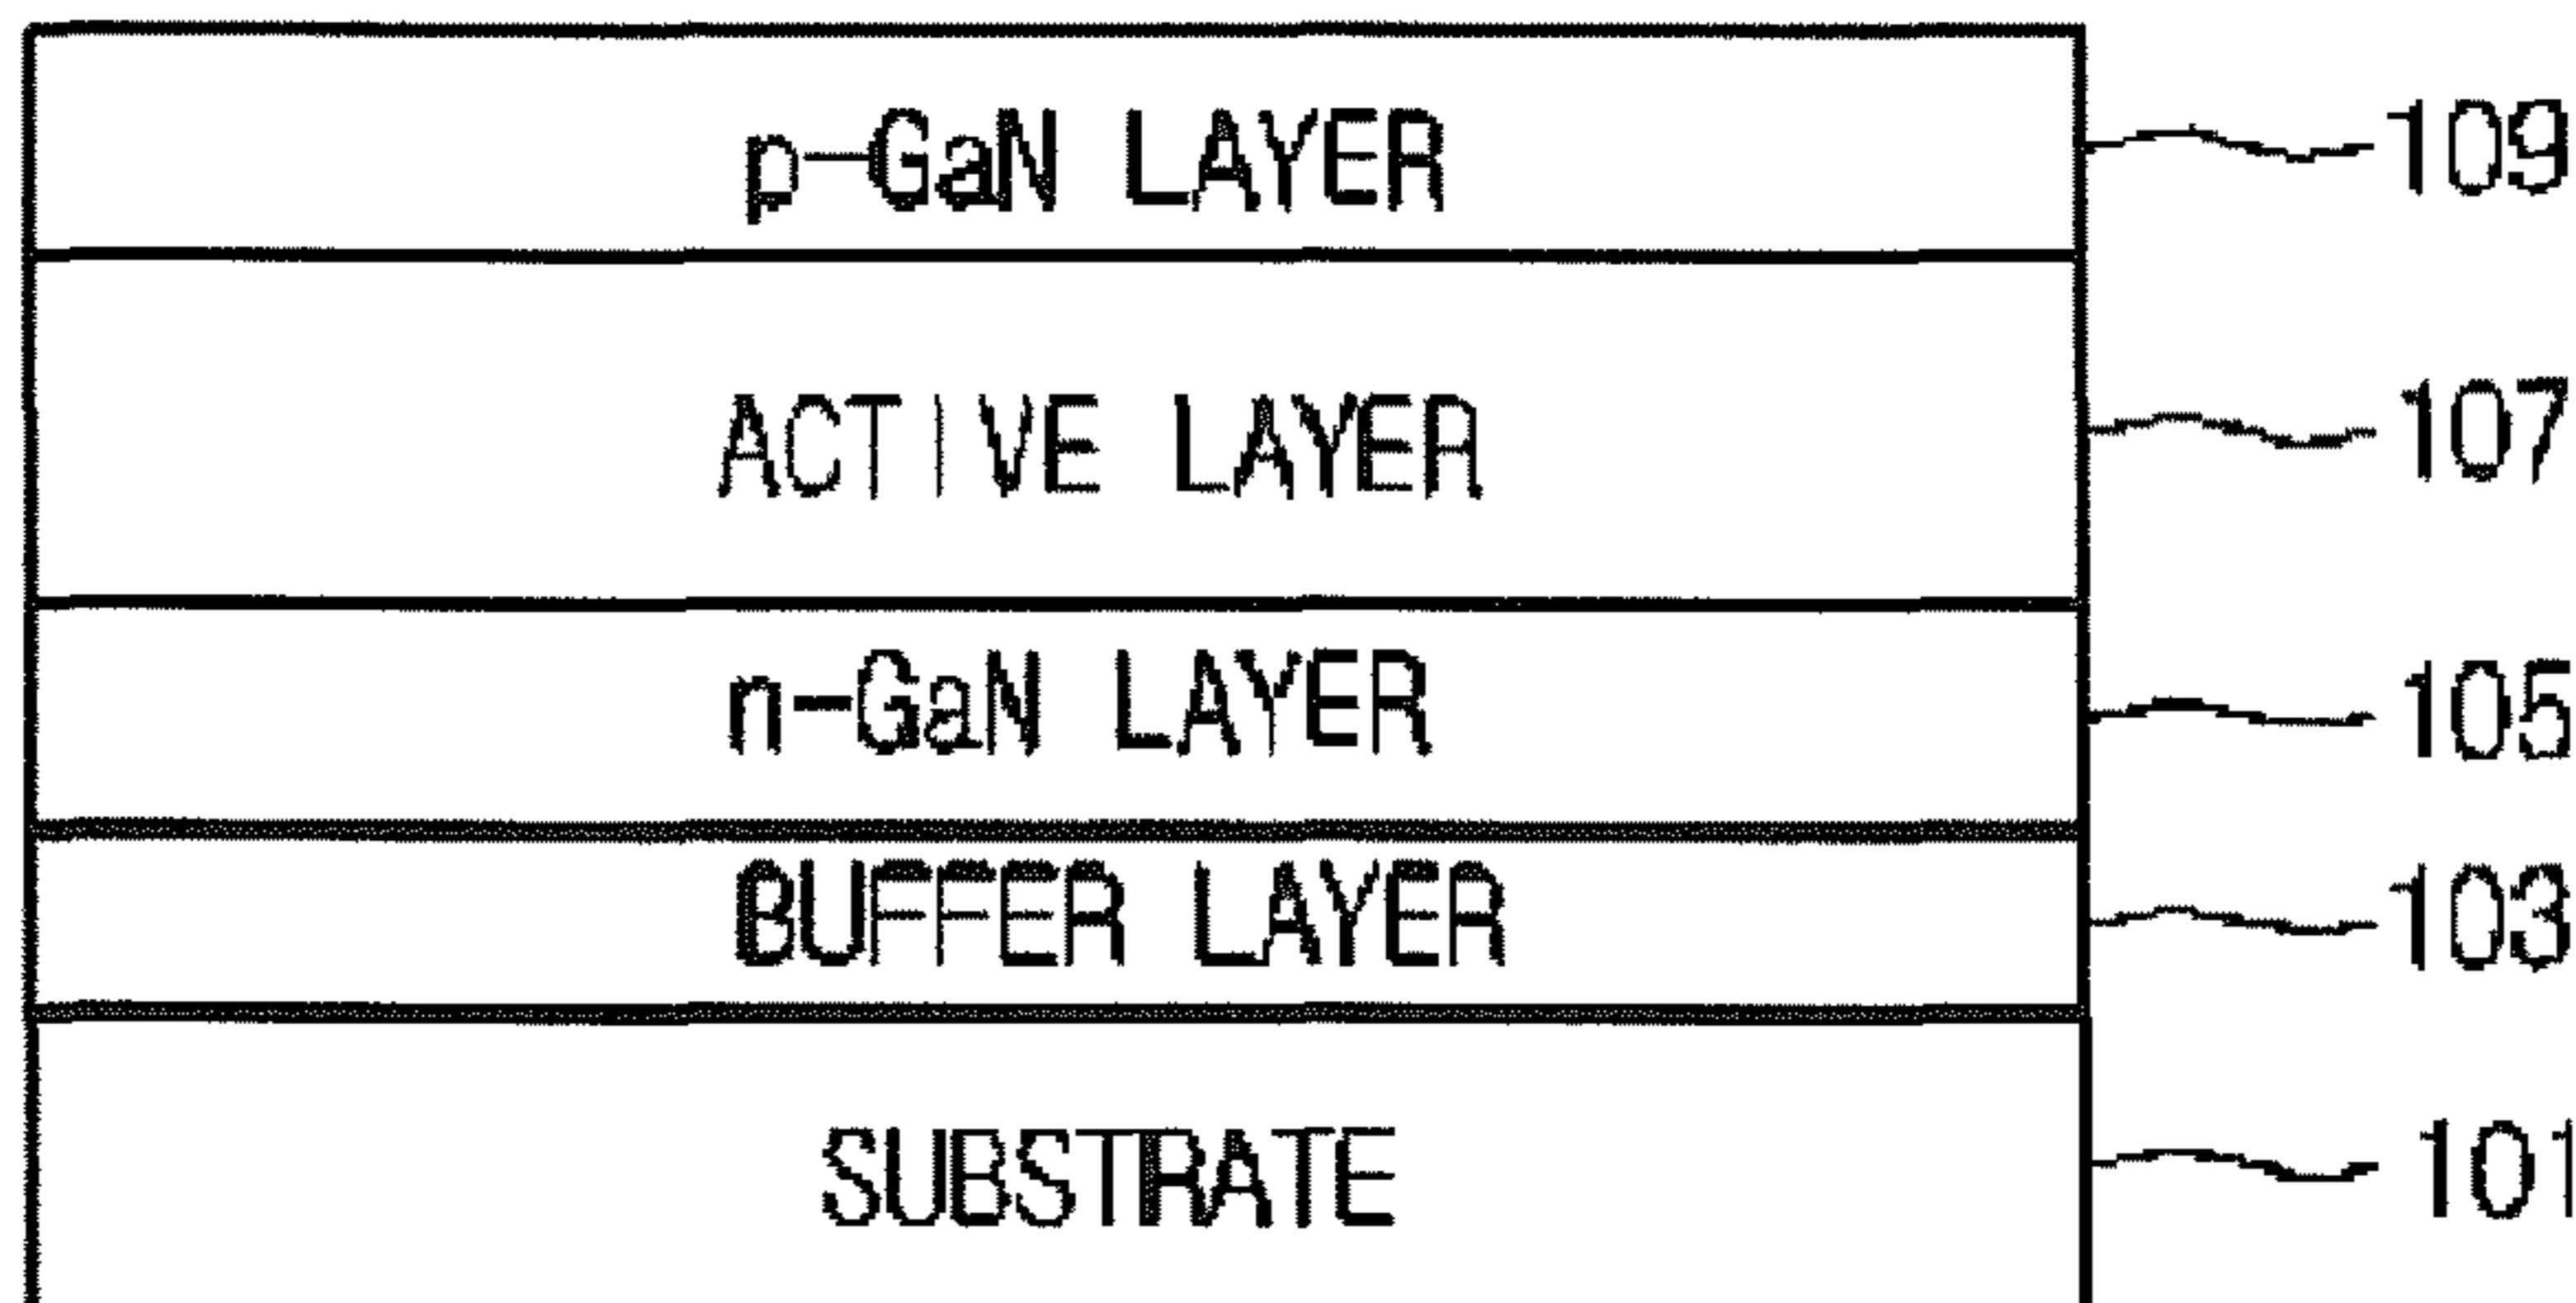 p-GaN LAYER 109
ACTIVE LAYER 107
n-GaN LAYER 105
BUFFER LAYER 103
SUBSTRATE 101